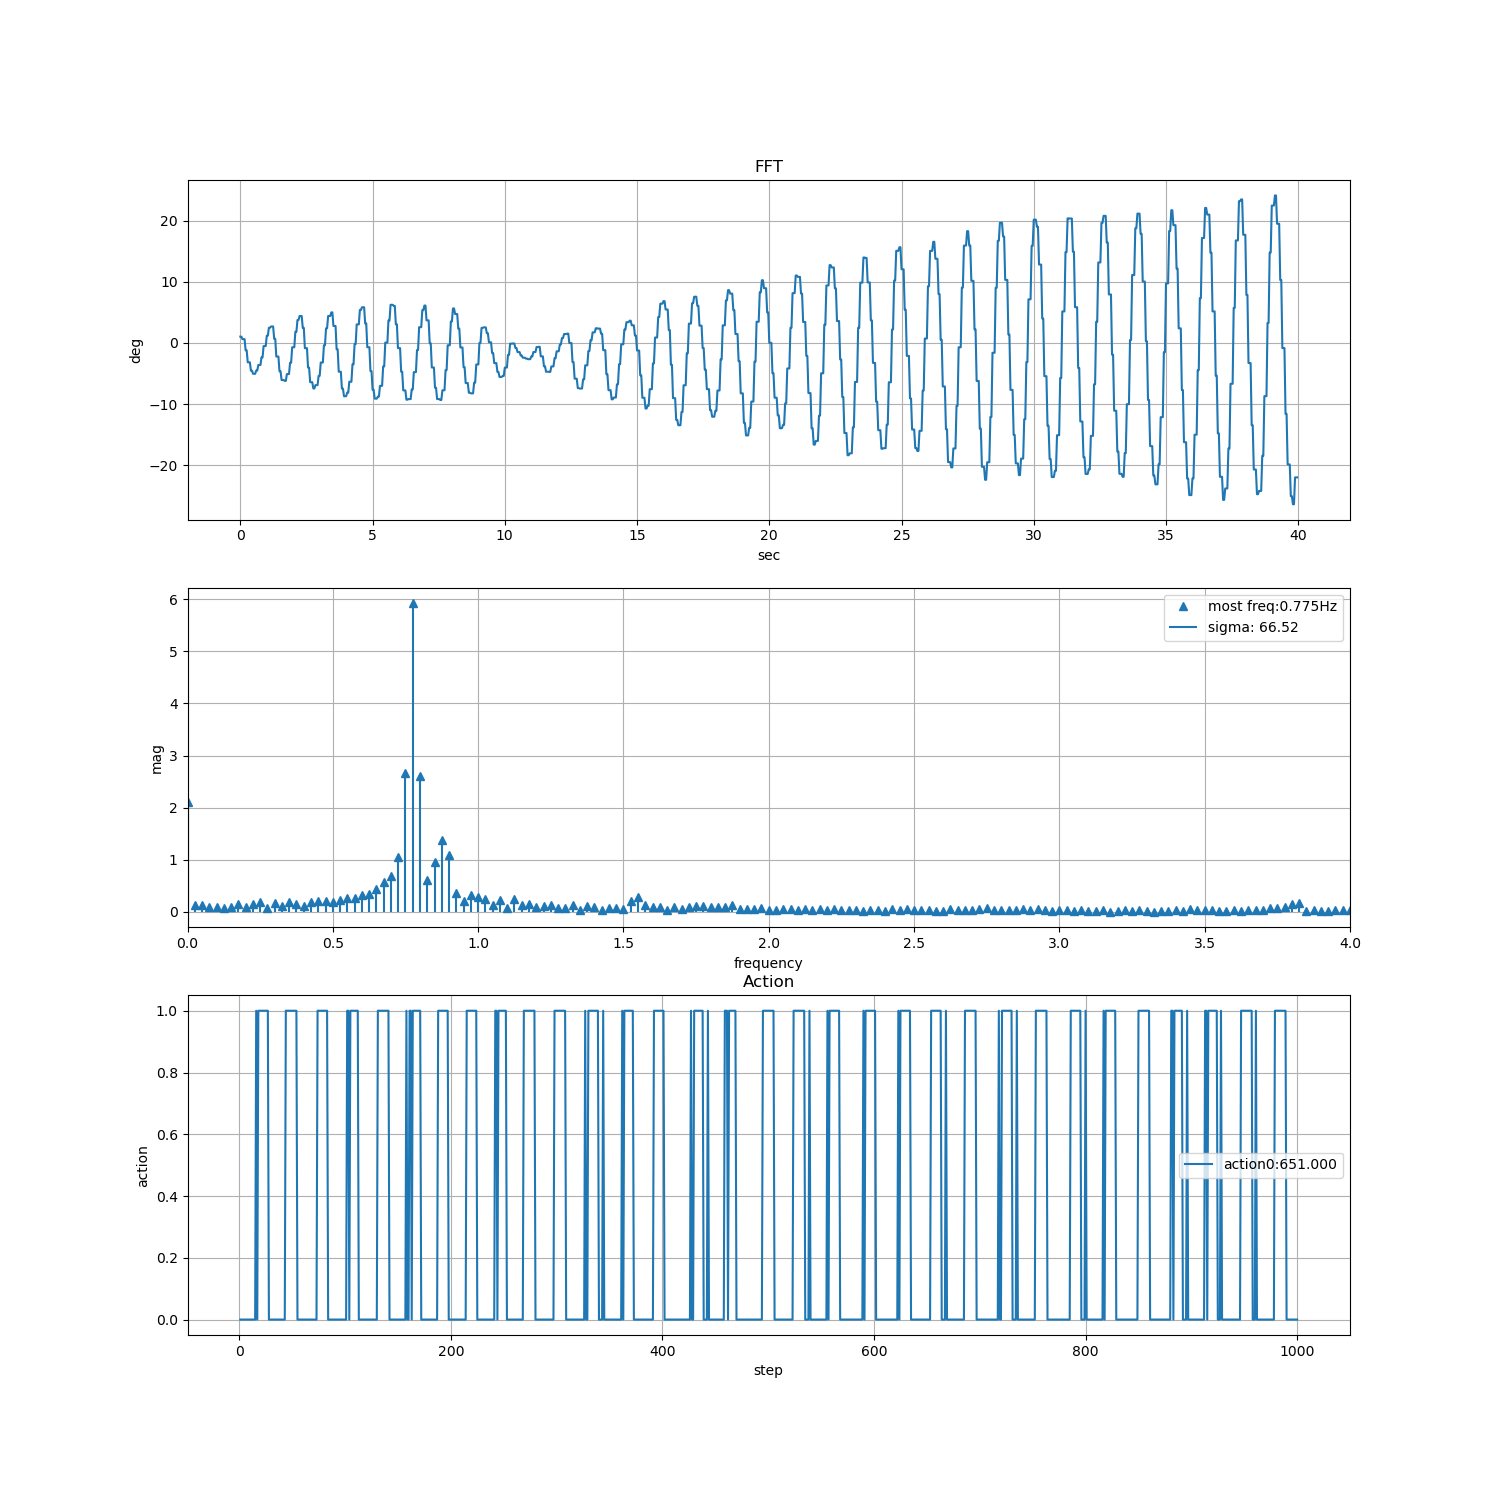 FFT
20
10
0
−10
−20
deg
0 5 10 15 20 25 30 35 40
sec
6
5
4
3
2
1
0
mag
most freq:0.775Hz
sigma: 66.52
0.0 0.5 1.0 1.5 2.0 2.5 3.0 3.5 4.0
frequency
Action
1.0
0.8
0.6
0.4
0.2
0.0
action
action0:651.000
0 200 400 600 800 1000
step